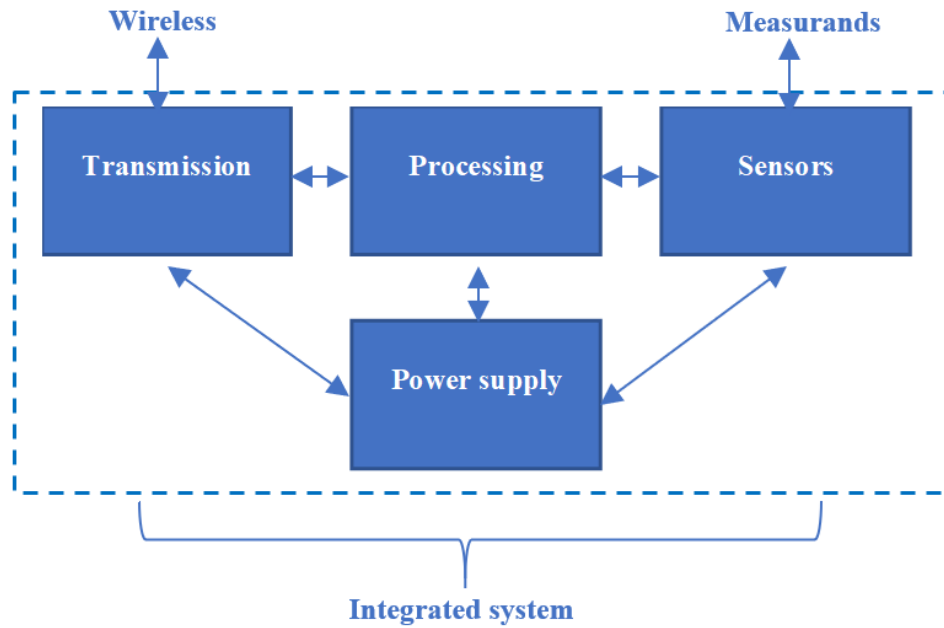 Wireless
Measurands
Transmission
Processing
Sensors
Power supply
Integrated system